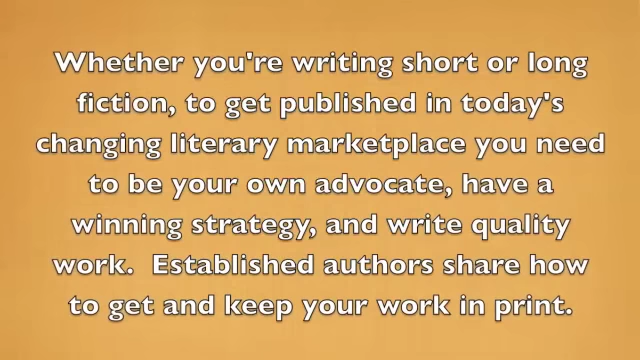 Whether you're writing short or long
fiction, to get published in today's
changing literary marketplace you need
to be your own advocate, have a
winning strategy, and write quality
work.  Established authors share how
to get and keep your work in print.